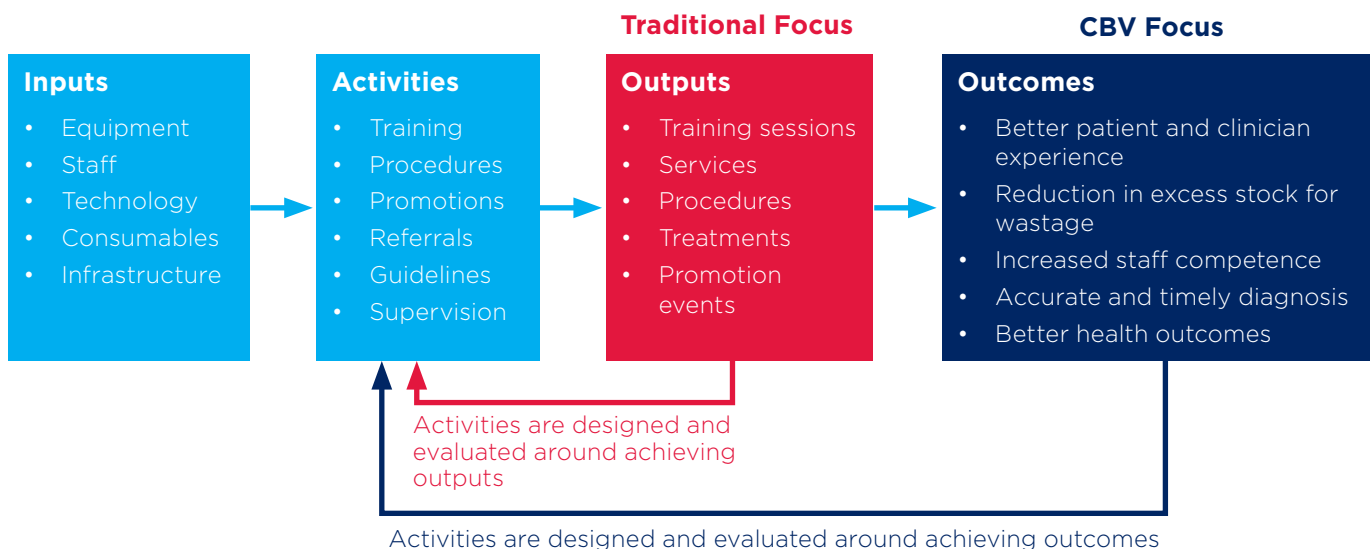 Traditional Focus
CBV Focus
Inputs
• Equipment
• Staff
• Technology
• Consumables
• Infrastructure
Activities
• Training
• Procedures
• Promotions
• Referrals
• Guidelines
• Supervision
Outputs
• Training sessions
• Services
• Procedures
• Treatments
• Promotion
events
Outcomes
• Better patient and clinician
experience
• Reduction in excess stock for
wastage
• Increased staff competence
• Accurate and timely diagnosis
• Better health outcomes
Activities are designed and
evaluated around achieving
outputs
Activities are designed and evaluated around achieving outcomes